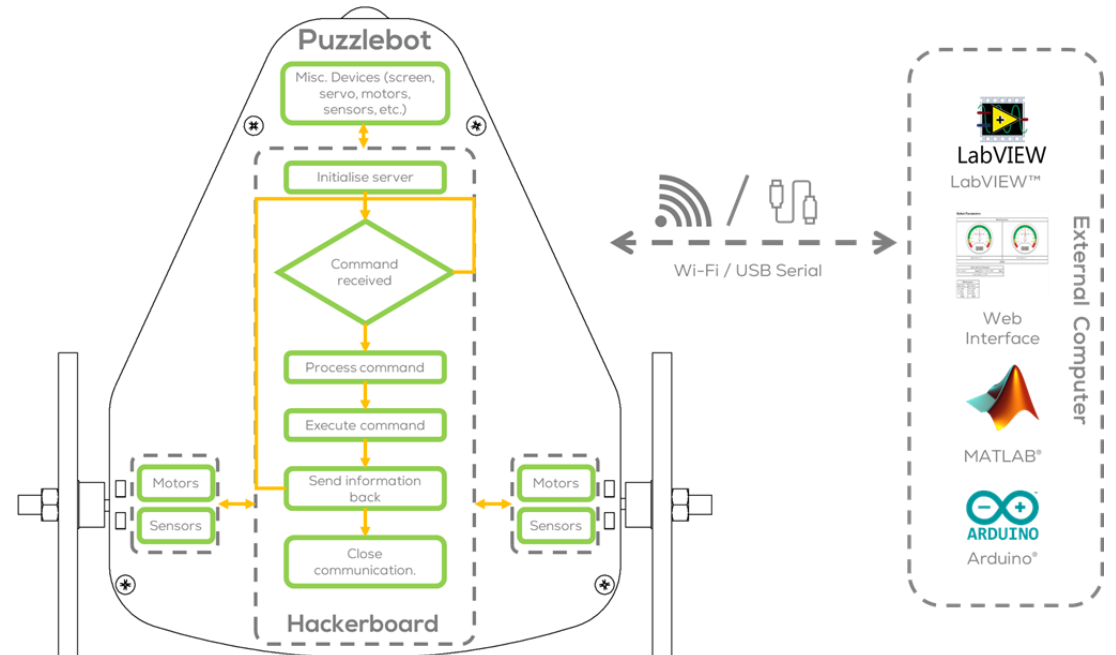 Puzzlebot
Misc. Devices (screen,
servo, motors,
sensors, etc.)
Initialise server
Command
received
Process command
Execute command
Send information
back
Close
communication.
Hackerboard
Motors
Sensors
Motors
Sensors
Wi-Fi / USB Serial
External Computer
LabVIEW
LabVIEW™
Web
Interface
MATLAB®
ARDUINO
Arduino®